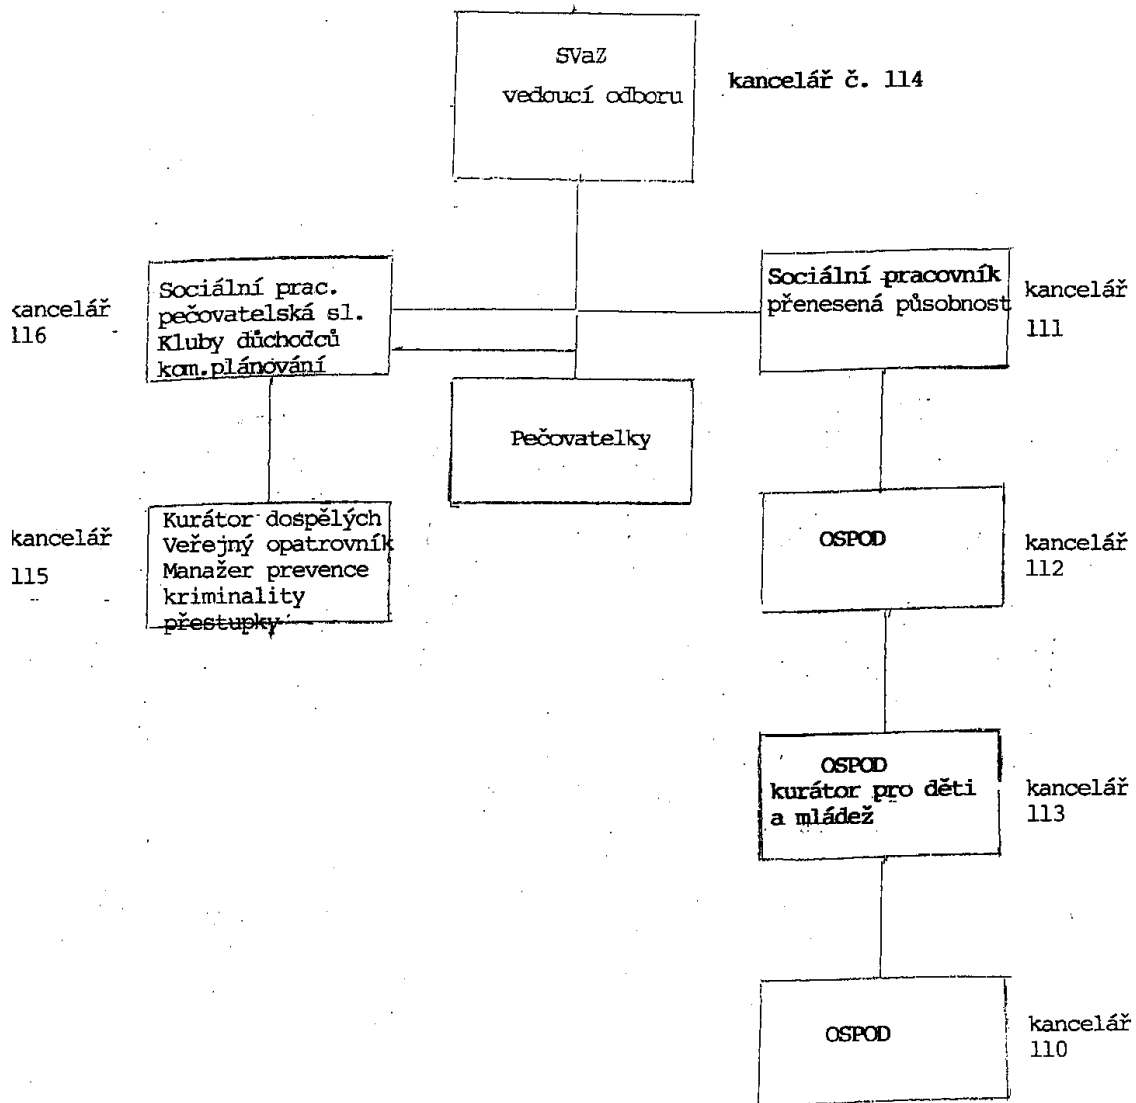 SVaZ
vedoucí odboru
kancelář č. 114
kancelář
116
Sociální prac.
pečovatelská sl.
Kluby důchodců
kom.plánování
Sociální pracovník
přenesená působnost
kancelář
111
Pečovatelky
kancelář
115
Kurátor dospělých
Veřejný opatrovník
Manažer prevence
kriminality
přestupky
OSPOD
kancelář
112
OSPOD
kurátor pro děti
a mládež
kancelář
113
OSPOD
kancelář
110